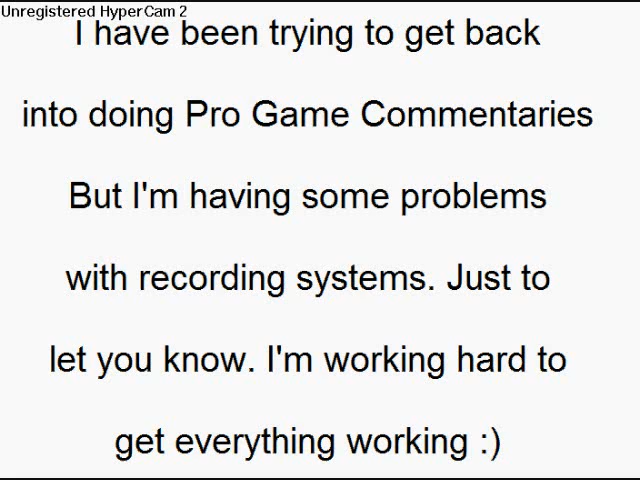 Unregistered HyperCam 2
I have been trying to get back
into doing Pro Game Commentaries
But I'm having some problems
with recording systems. Just to
let you know. I'm working hard to
get everything working :)